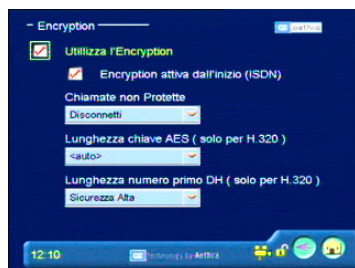 Encryption
aethra
Utilizza l'Encryption
Encryption attiva dall'inizio (ISDN)
Chiamate non Protette
Disconnetti
Lunghezza chiave AES ( solo per H.320 )
<auto>
Lunghezza numero primo DH ( solo per H.320 )
Sicurezza Alta
12:10
Technology by Aethra